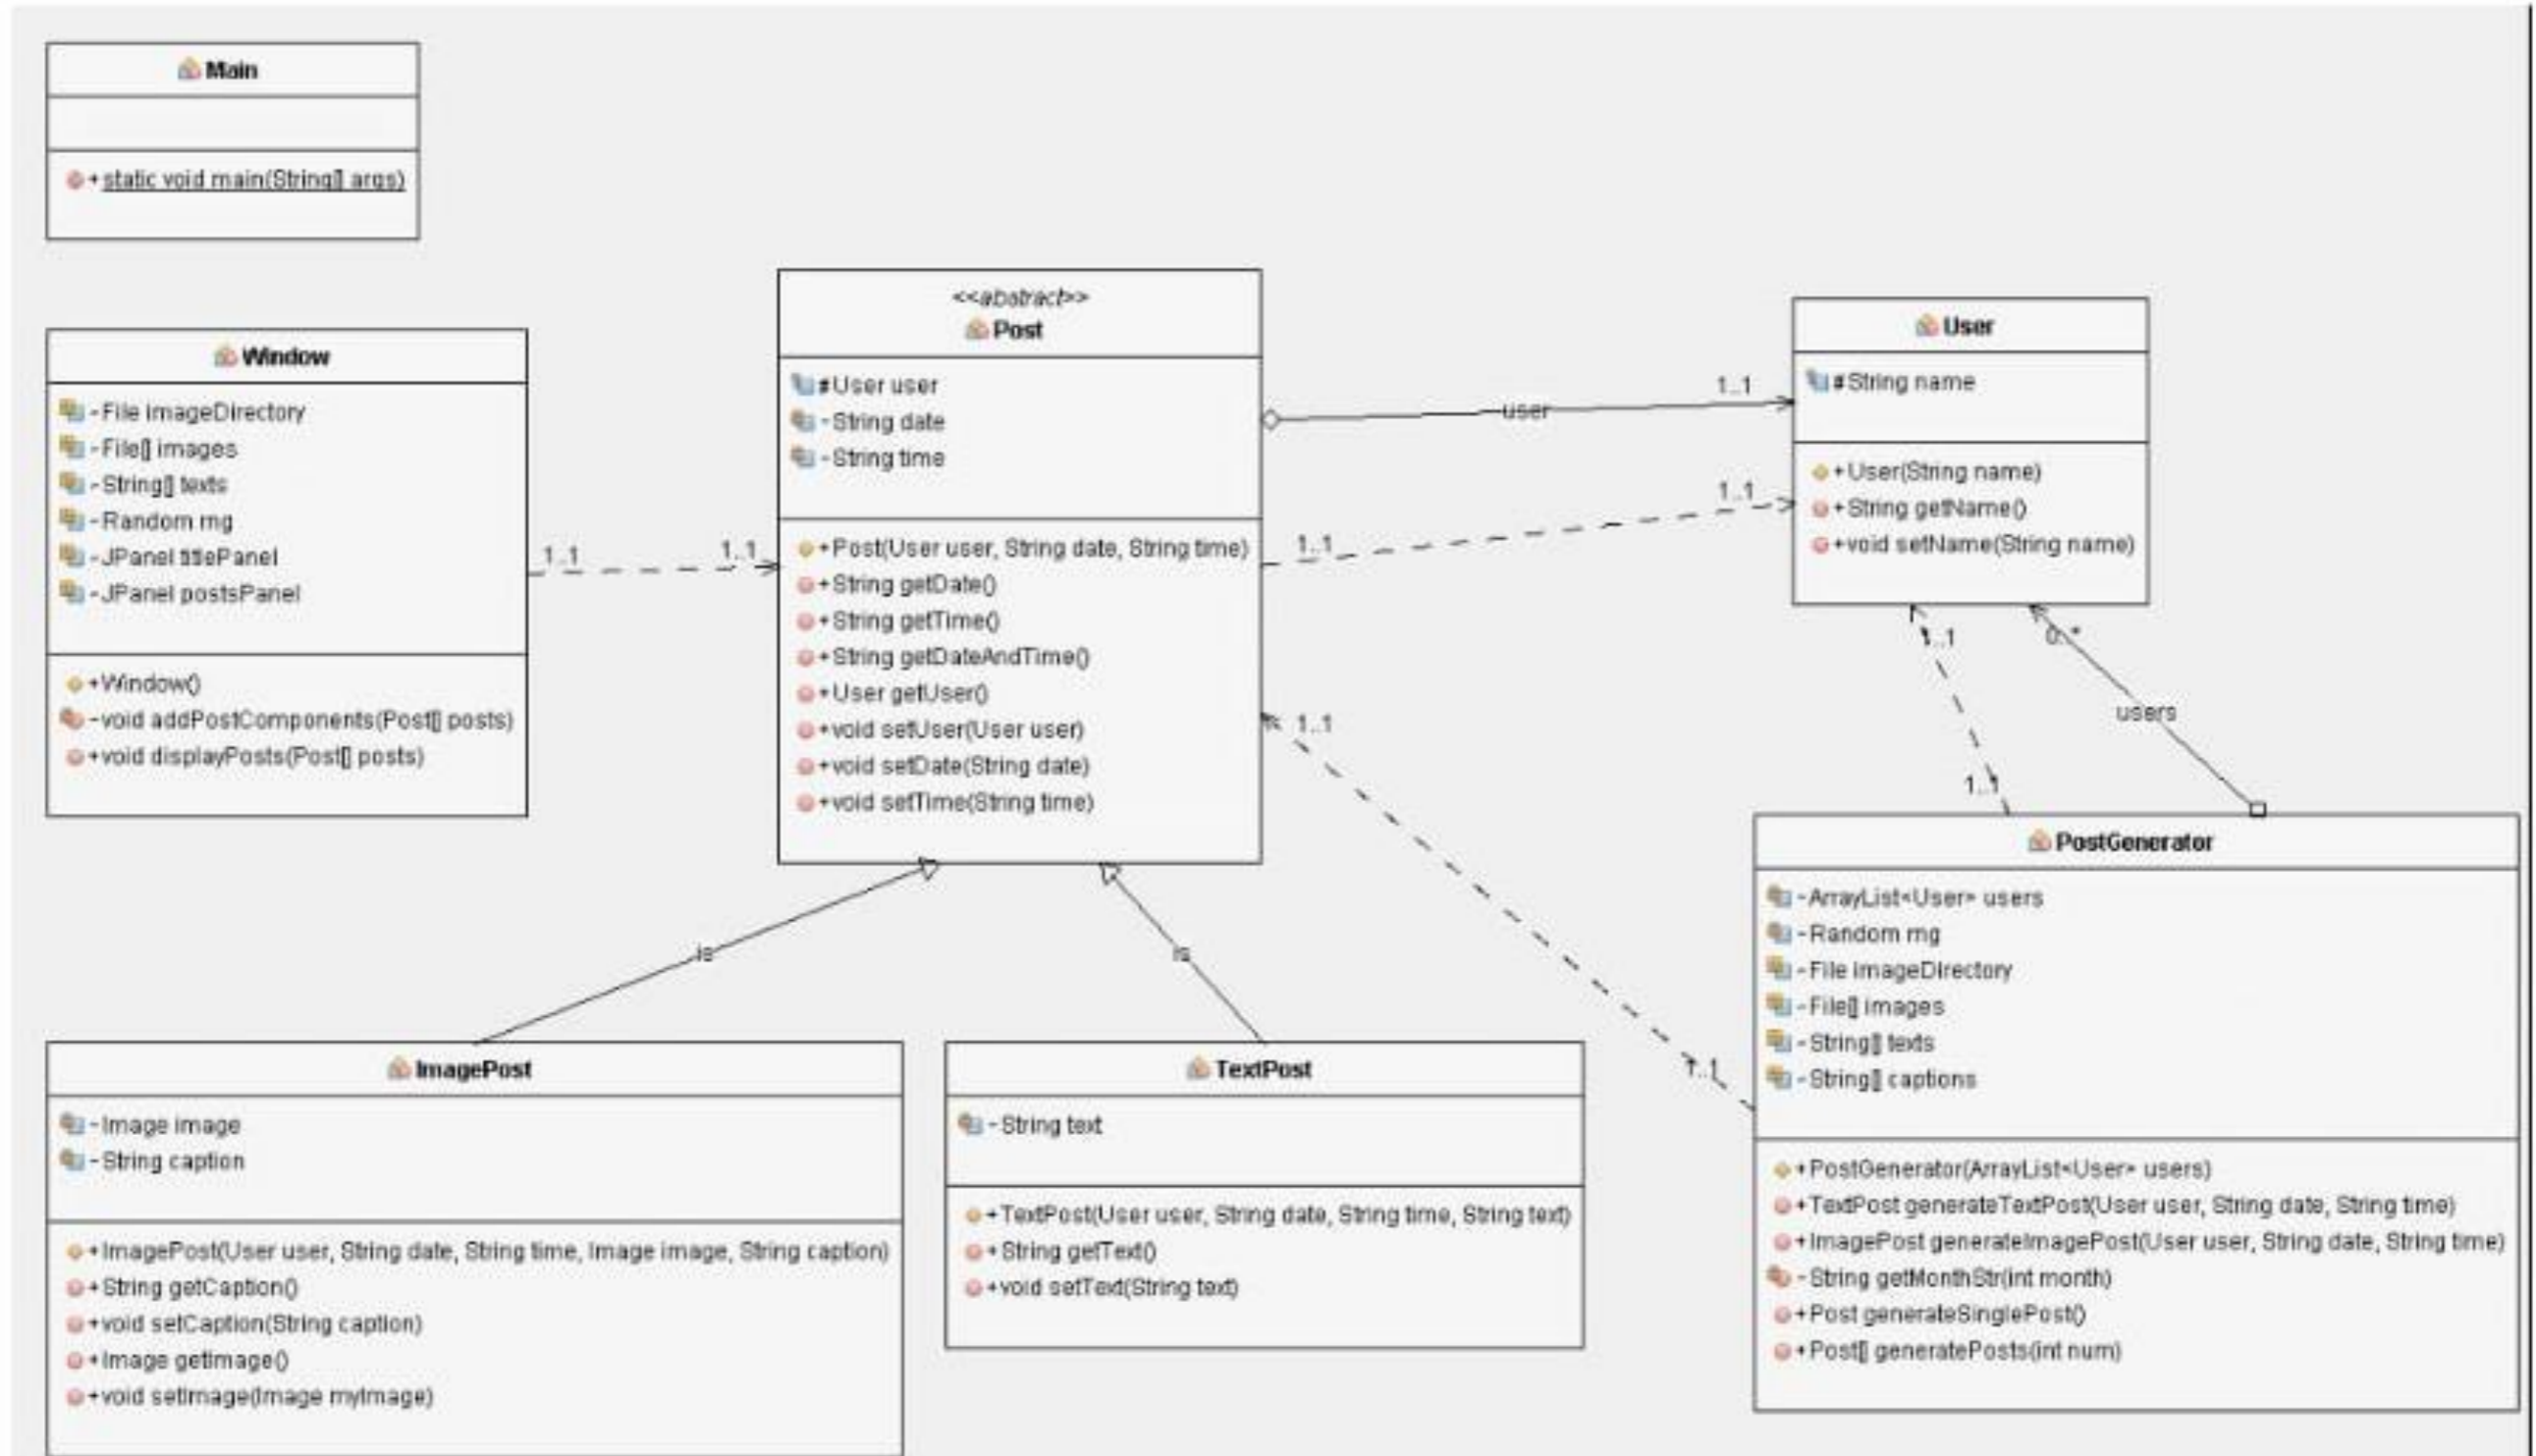 Main
+static void main(String[] args)
Window
-File imageDirectory
-File[] images
-String[] texts
-Random rng
-JPanel titlePanel
-JPanel postsPanel
+Window()
-void addPostComponents(Post[] posts)
+void displayPosts(Post[] posts)
1..1
1..1
<<abstract>>
Post
#User user
-String date
-String time
+Post(User user, String date, String time)
+String getDate()
+String getTime()
+String getDateAndTime()
+User getUser()
+void setUser(User user)
+void setDate(String date)
+void setTime(String time)
user
1..1
1..1
1..1
User
#String name
+User(String name)
+String getName()
+void setName(String name)
1..1
0..*
users
1..1
1..1
1..1
PostGenerator
-ArrayList<User> users
-Random rng
-File imageDirectory
-File[] images
-String[] texts
-String[] captions
+PostGenerator(ArrayList<User> users)
+TextPost generateTextPost(User user, String date, String time)
+ImagePost generateImagePost(User user, String date, String time)
-String getMonthStr(int month)
+Post generateSinglePost()
+Post[] generatePosts(int num)
is
is
ImagePost
-Image image
-String caption
+ImagePost(User user, String date, String time, Image image, String caption)
+String getCaption()
+void setCaption(String caption)
+Image getImage()
+void setImage(Image myImage)
TextPost
-String text
+TextPost(User user, String date, String time, String text)
+String getText()
+void setText(String text)